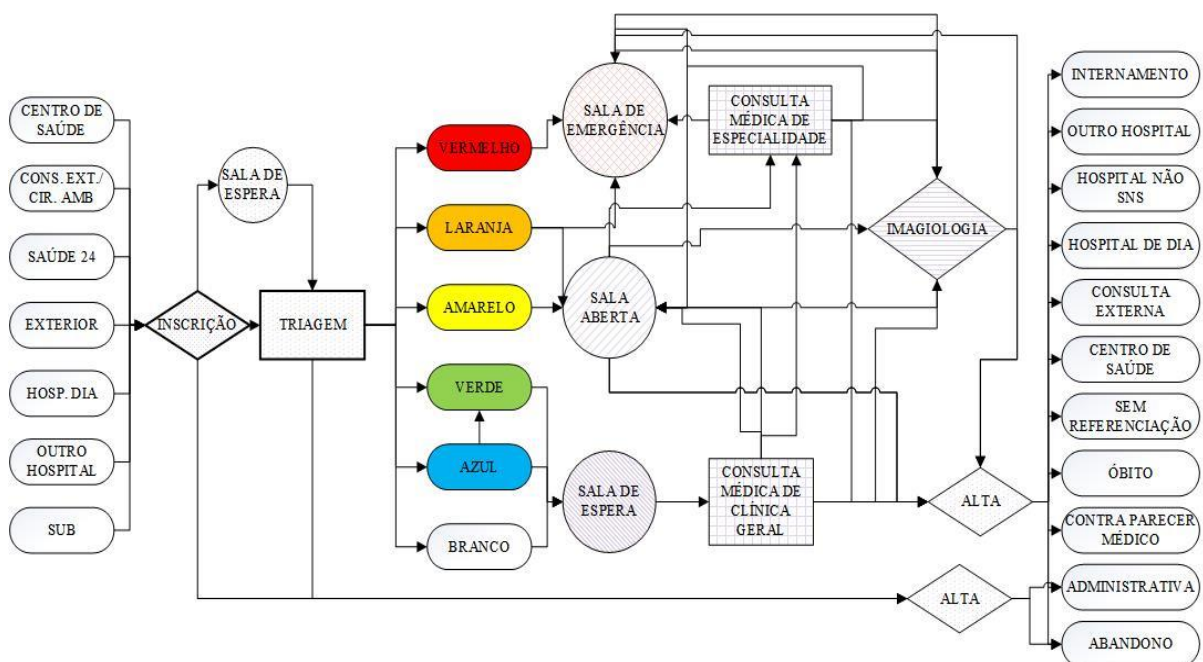 CENTRO DE
SAÚDE
CONS. EXT./
CIR. AMB
SAÚDE 24
EXTERIOR
HOSP. DIA
OUTRO
HOSPITAL
SUB
INSCRIÇÃO
SALA DE
ESPERA
TRIAGEM
VERMELHO
LARANJA
AMARELO
VERDE
AZUL
BRANCO
SALA DE
EMERGÊNCIA
SALA
ABERTA
SALA DE
ESPERA
CONSULTA
MÉDICA DE
ESPECIALIDADE
CONSULTA
MÉDICA DE
CLÍNICA
GERAL
IMAGIOLOGIA
ALTA
ALTA
INTERNAMENTO
OUTRO HOSPITAL
HOSPITAL NÃO
SNS
HOSPITAL DE DIA
CONSULTA
EXTERNA
CENTRO DE
SAÚDE
SEM
REFERENCIAÇÃO
ÓBITO
CONTRA PARECER
MÉDICO
ADMINISTRATIVA
ABANDONO